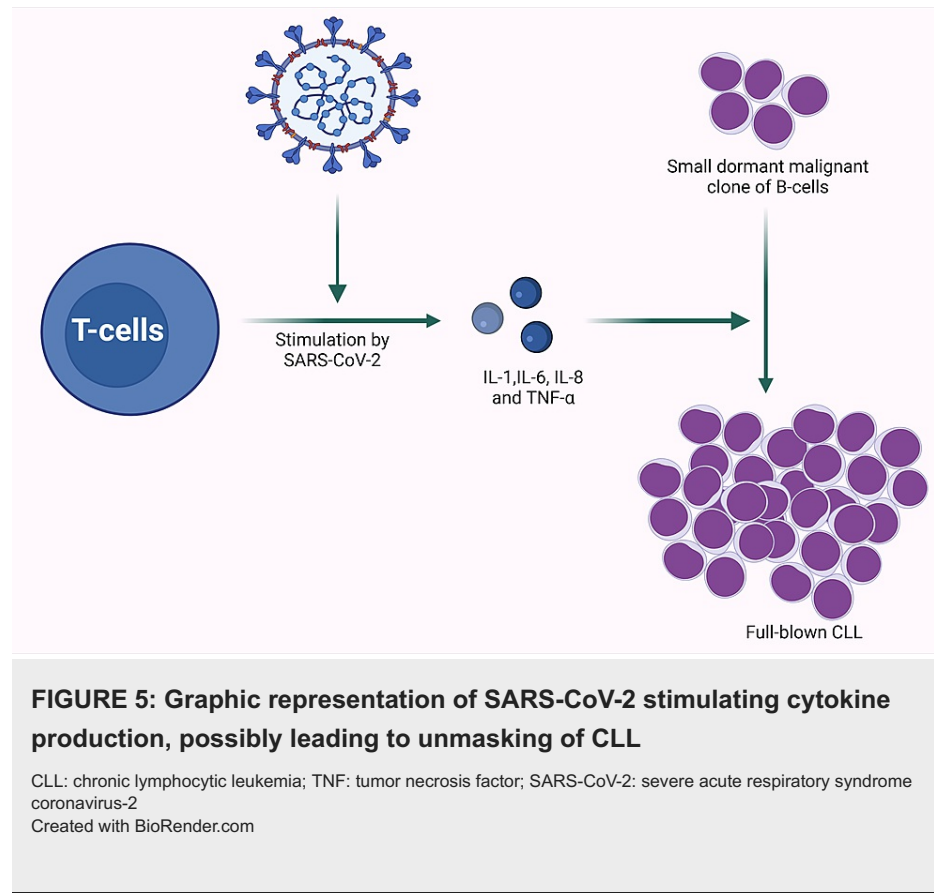 Small dormant malignant
clone of B-cells
T-cells
Stimulation by
SARS-CoV-2
IL-1,IL-6, IL-8
and TNF-α
Full-blown CLL
FIGURE 5: Graphic representation of SARS-CoV-2 stimulating cytokine
production, possibly leading to unmasking of CLL
CLL: chronic lymphocytic leukemia; TNF: tumor necrosis factor; SARS-CoV-2: severe acute respiratory syndrome
coronavirus-2
Created with BioRender.com